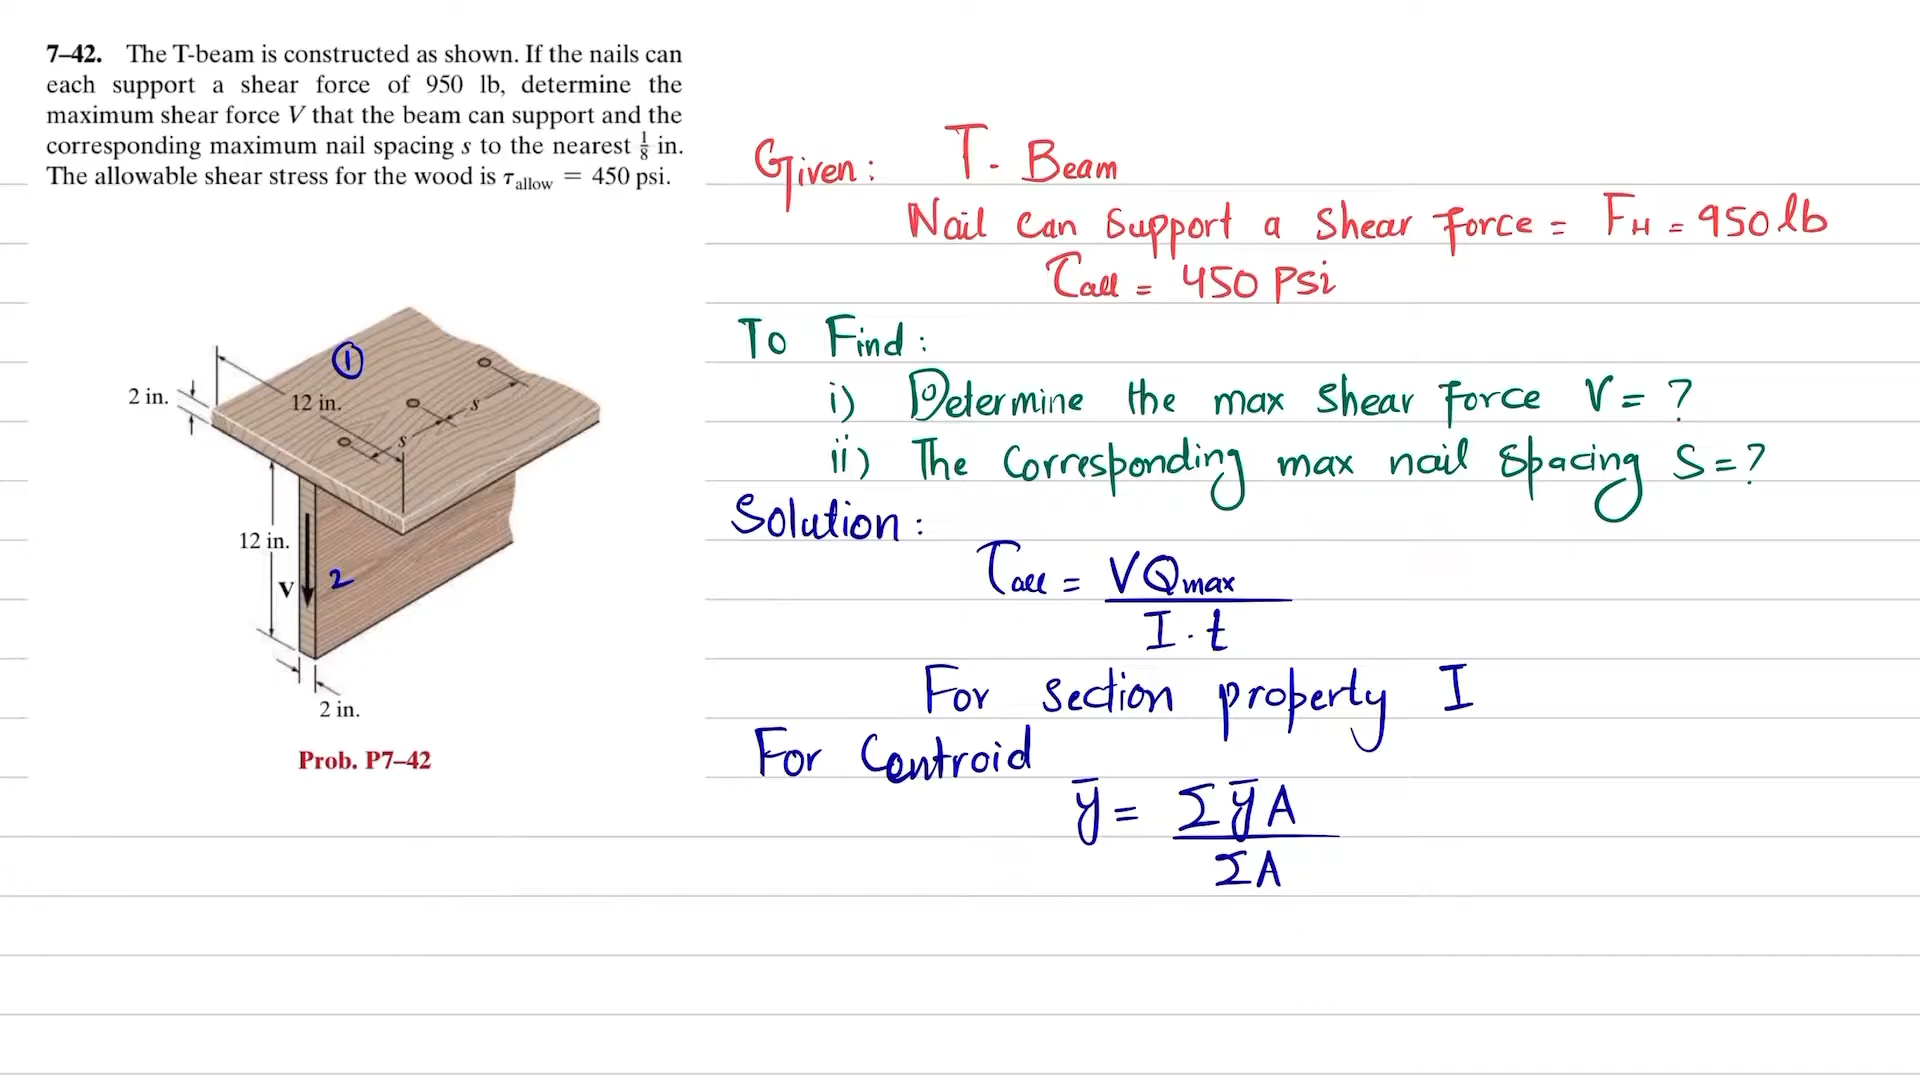 7–42. The T-beam is constructed as shown. If the nails can
each support a shear force of 950 lb, determine the
maximum shear force V that the beam can support and the
corresponding maximum nail spacing s to the nearest 1/8 in.
The allowable shear stress for the wood is τallow = 450 psi.
Given: T- Beam
Nail can support a shear force = FH = 950 lb
τall = 450 PSi
To Find:
i) Determine the max shear force V = ?
ii) The corresponding max nail spacing S = ?
Solution:
τall = VQmax
I · t
For section property I
For Centroid
ȳ = ΣȳA
ΣA
①
2 in.
12 in.
s
s
12 in.
V
2
2 in.
Prob. P7–42